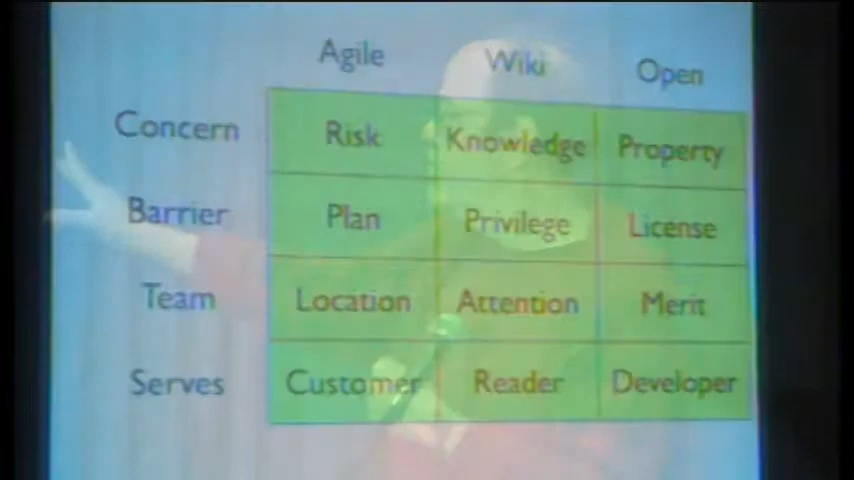 Agile Wiki Open
Concern Risk Knowledge Property
Barrier Plan Privilege License
Team Location Attention Merit
Serves Customer Reader Developer